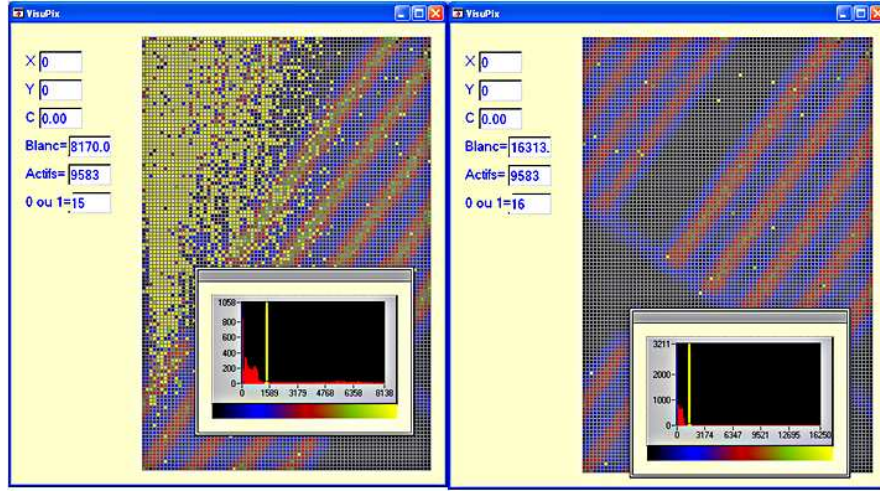 VisuPix
X 0
Y 0
C 0.00
Blanc= 8170.0
Actifs= 9583
0 ou 1= 15
1058
800
600
400
200
0
0 1589 3179 4768 6358 8138
VisuPix
X 0
Y 0
C 0.00
Blanc= 16313.
Actifs= 9583
0 ou 1= 16
3211
2000
1000
0
0 3174 6347 9521 12695 16250